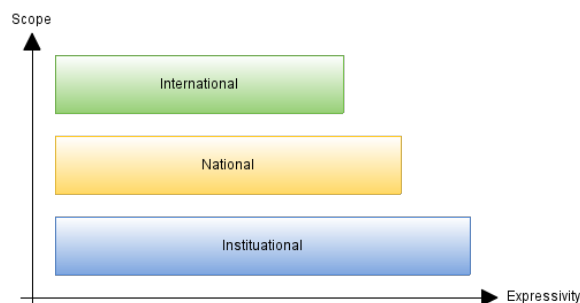 Scope
International
National
Instituational
Expressivity